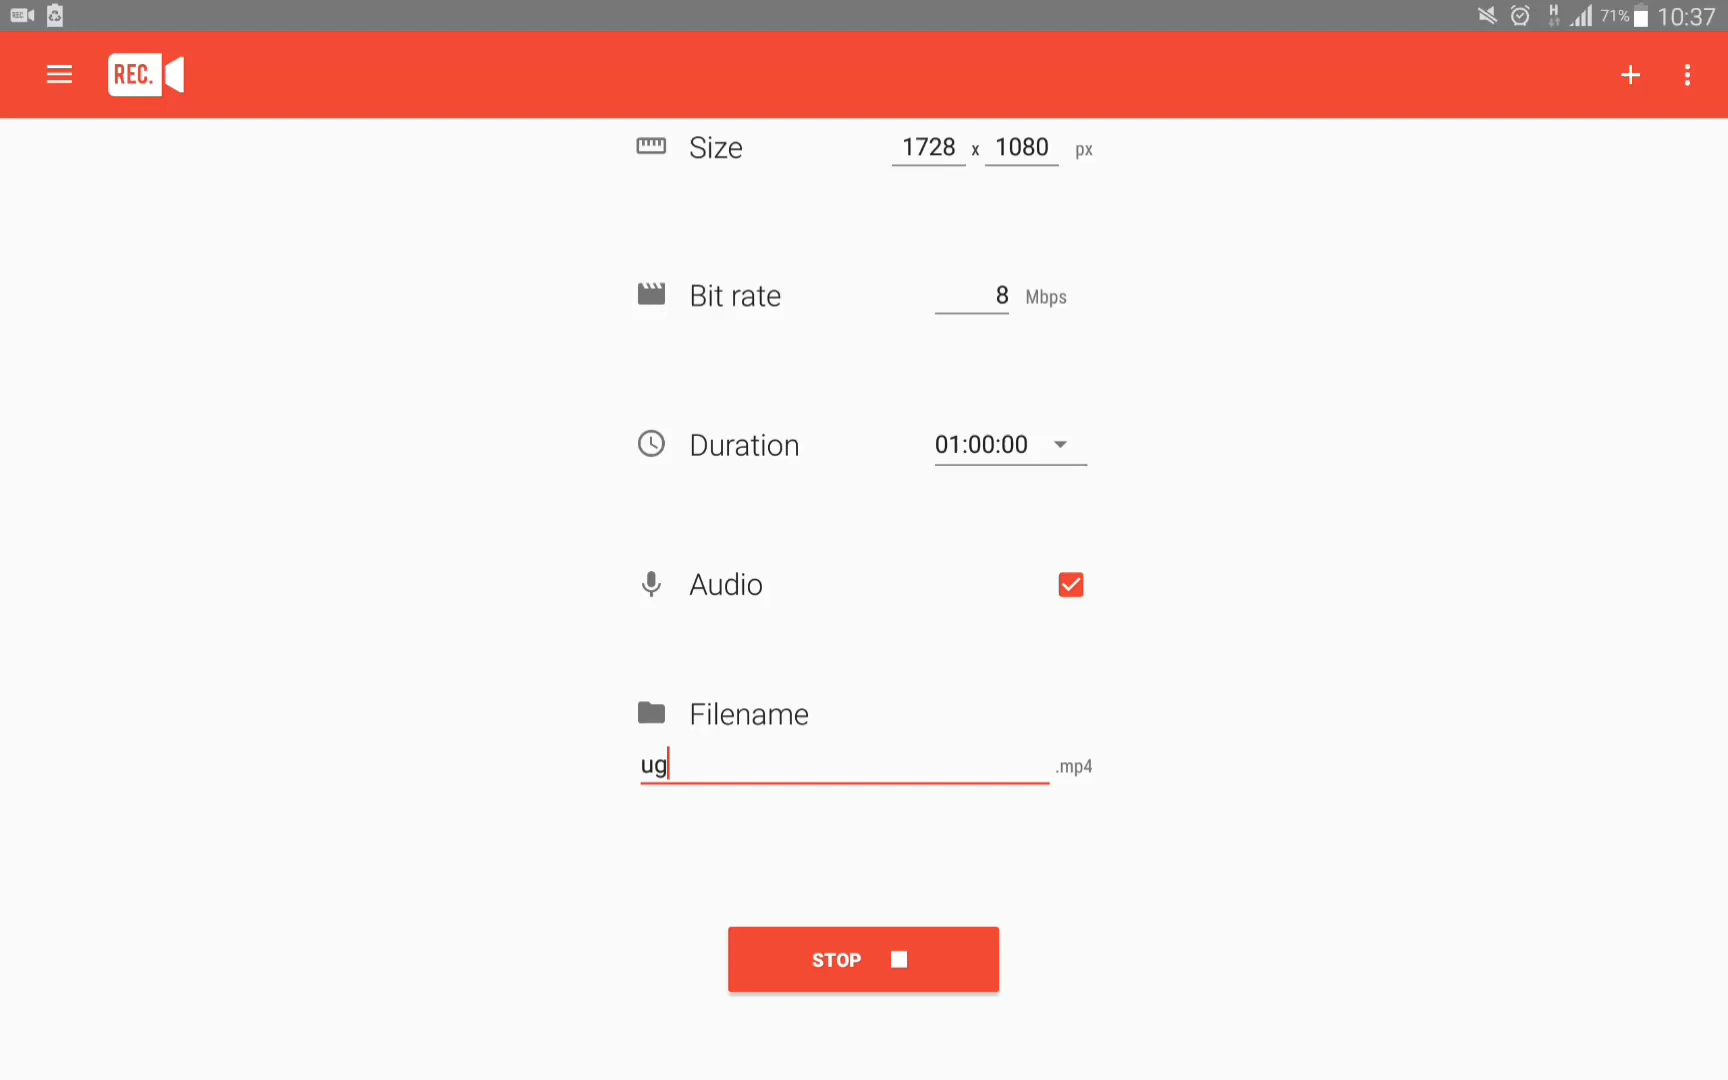 REC. H 71% 10:37
REC.
Size 1728 x 1080 px
Bit rate 8 Mbps
Duration 01:00:00
Audio
Filename
ug .mp4
STOP